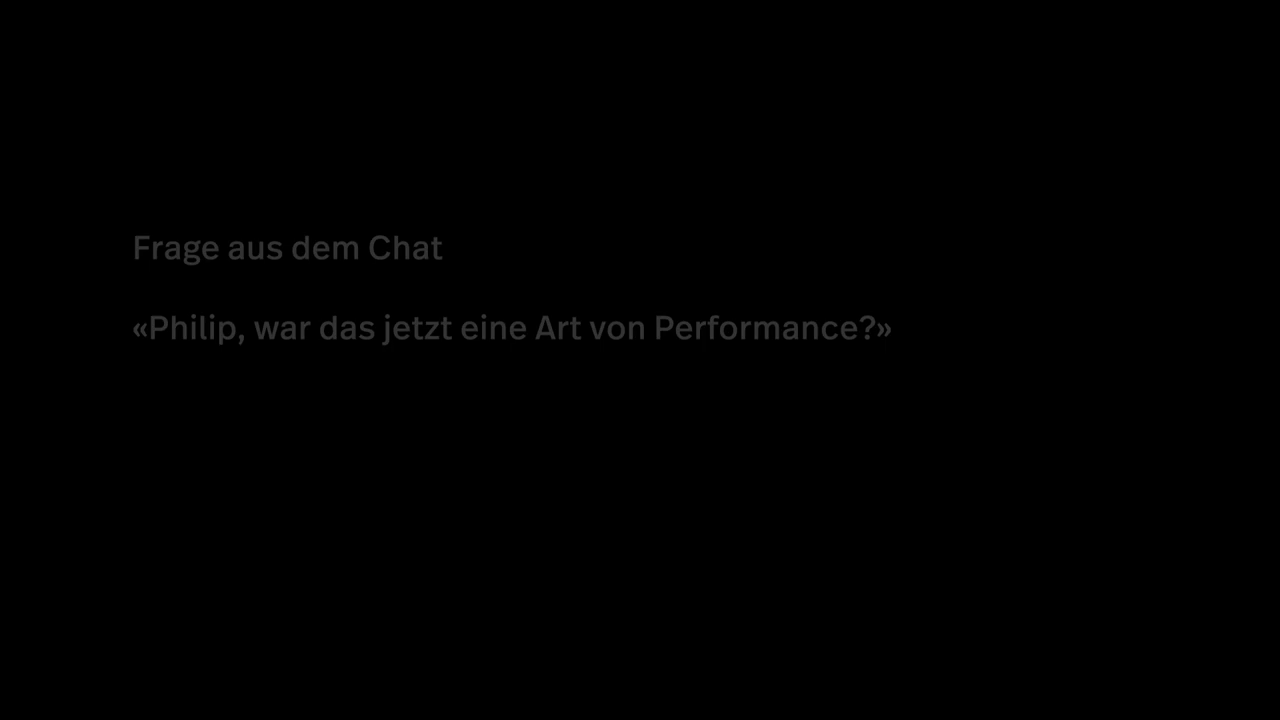 Frage aus dem Chat
«Philip, war das jetzt eine Art von Performance?»